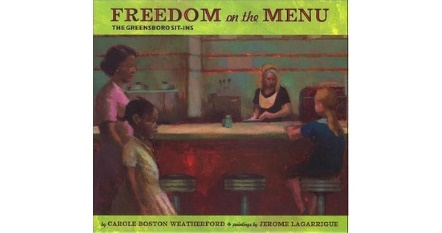 FREEDOM on the MENU
THE GREENSBORO SIT-INS
by CAROLE BOSTON WEATHERFORD • paintings by JEROME LAGARRIGUE